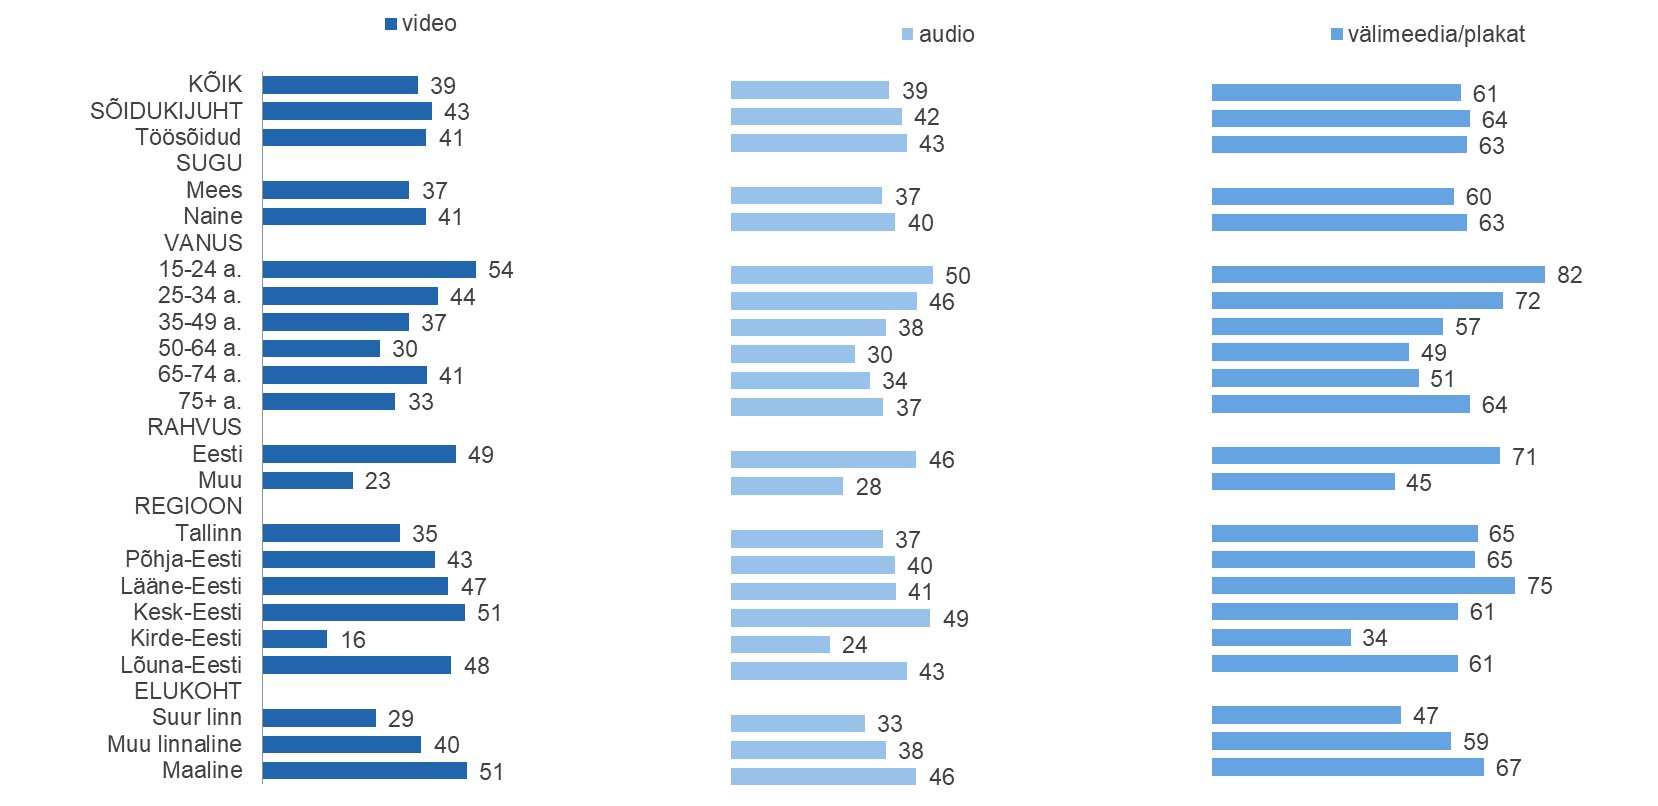 video audio välimeedia/plakat
KÕIK 39 39 61
SÕIDUKIJUHT 43 42 64
Töösõidud 41 43 63
SUGU
Mees 37 37 60
Naine 41 40 63
VANUS
15-24 a. 54 50 82
25-34 a. 44 46 72
35-49 a. 37 38 57
50-64 a. 30 30 49
65-74 a. 41 34 51
75+ a. 33 37 64
RAHVUS
Eesti 49 46 71
Muu 23 28 45
REGIOON
Tallinn 35 37 65
Põhja-Eesti 43 40 65
Lääne-Eesti 47 41 75
Kesk-Eesti 51 49 61
Kirde-Eesti 16 24 34
Lõuna-Eesti 48 43 61
ELUKOHT
Suur linn 29 33 47
Muu linnaline 40 38 59
Maaline 51 46 67